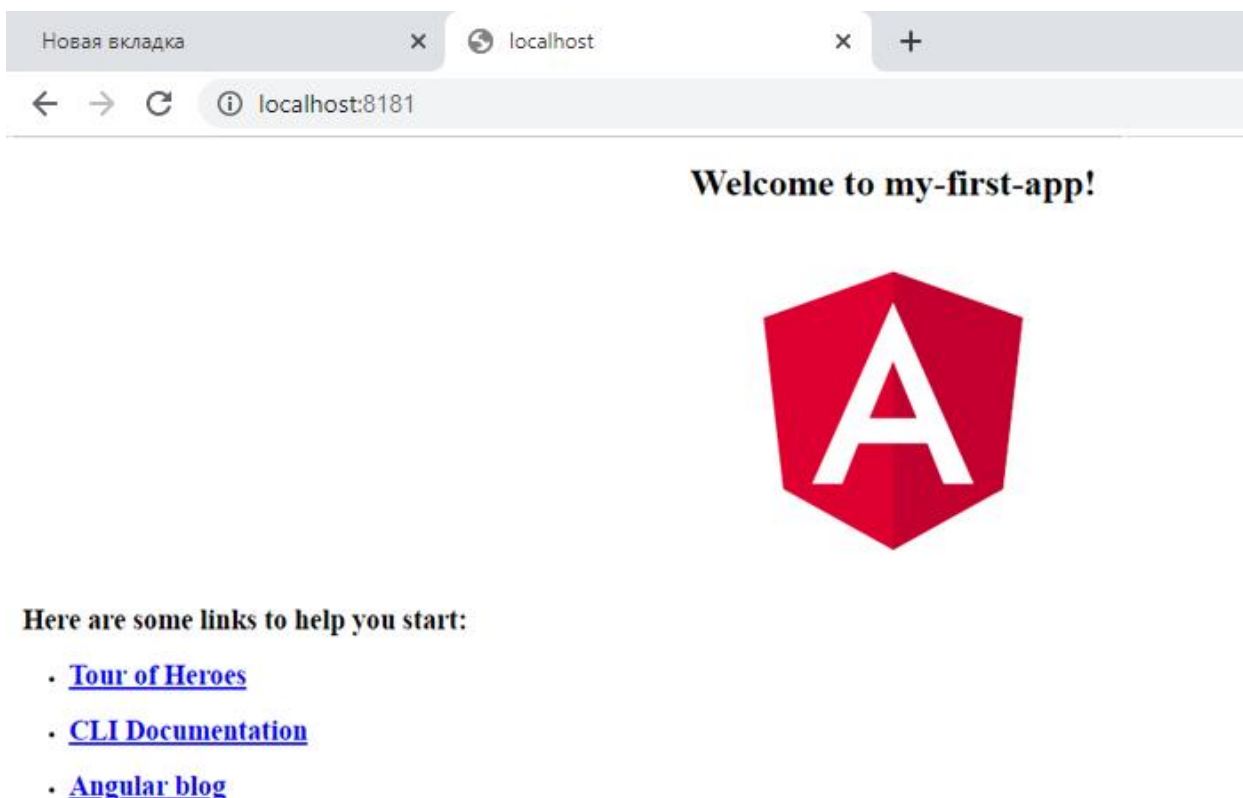 Новая вкладка
localhost
localhost:8181
Welcome to my-first-app!
A
Here are some links to help you start:
Tour of Heroes
CLI Documentation
Angular blog